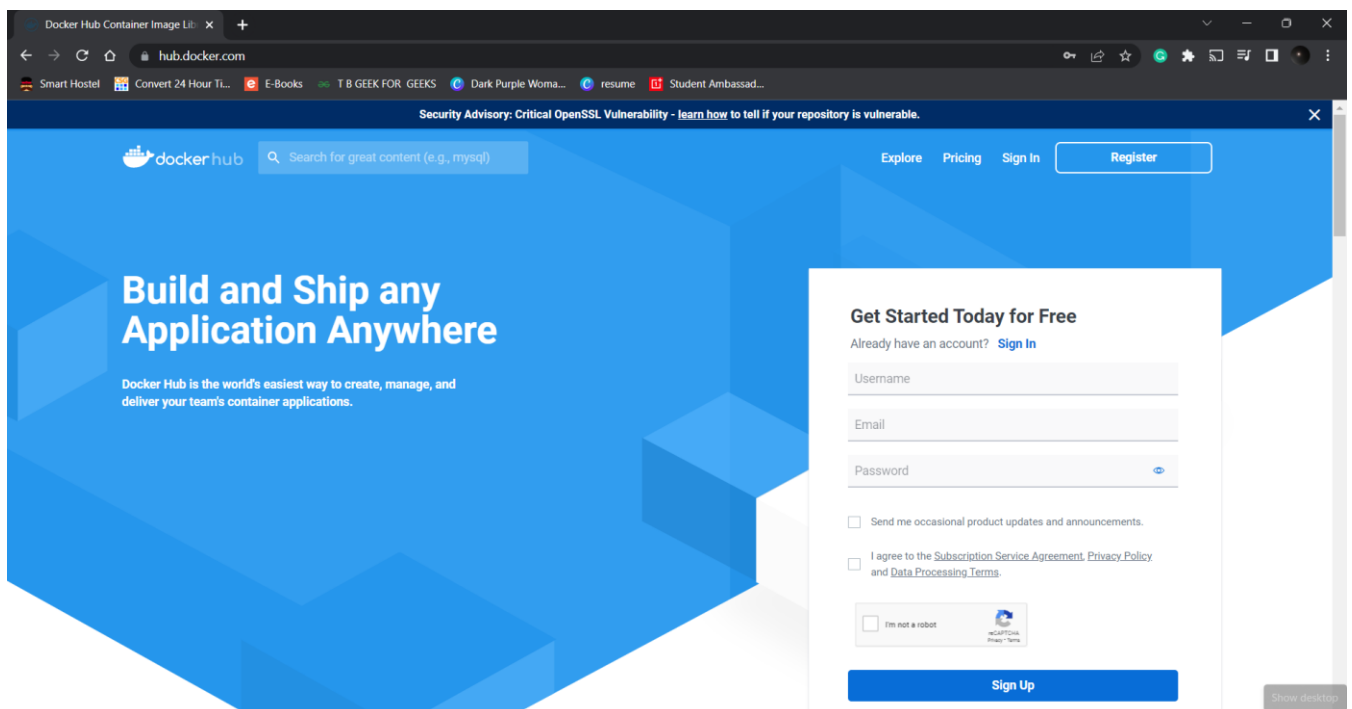 Docker Hub Container Image Lib
hub.docker.com
Smart Hostel Convert 24 Hour Ti... E-Books T B GEEK FOR GEEKS Dark Purple Woma... resume Student Ambassad...
Security Advisory: Critical OpenSSL Vulnerability - learn how to tell if your repository is vulnerable.
dockerhub Search for great content (e.g., mysql) Explore Pricing Sign In Register
Build and Ship any
Application Anywhere
Docker Hub is the world's easiest way to create, manage, and
deliver your team's container applications.
Get Started Today for Free
Already have an account? Sign In
Username
Email
Password
Send me occasional product updates and announcements.
I agree to the Subscription Service Agreement, Privacy Policy
and Data Processing Terms.
I'm not a robot
reCAPTCHA
Privacy - Terms
Sign Up
Show desktop